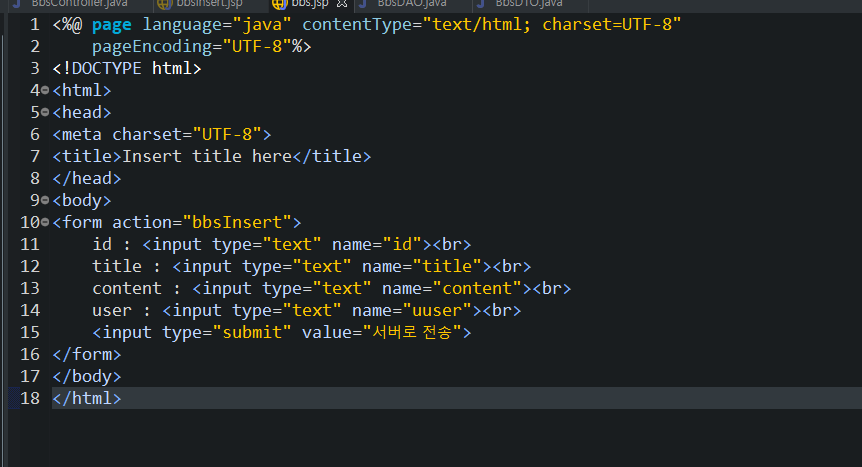 BbsController.java bbsInsert.jsp bbs.jsp BbsDAO.java BbsDTO.java
1 <%@ page language="java" contentType="text/html; charset=UTF-8"
2     pageEncoding="UTF-8"%>
3 <!DOCTYPE html>
4 <html>
5 <head>
6 <meta charset="UTF-8">
7 <title>Insert title here</title>
8 </head>
9 <body>
10 <form action="bbsInsert">
11     id : <input type="text" name="id"><br>
12     title : <input type="text" name="title"><br>
13     content : <input type="text" name="content"><br>
14     user : <input type="text" name="uuser"><br>
15     <input type="submit" value="서버로 전송">
16 </form>
17 </body>
18 </html>